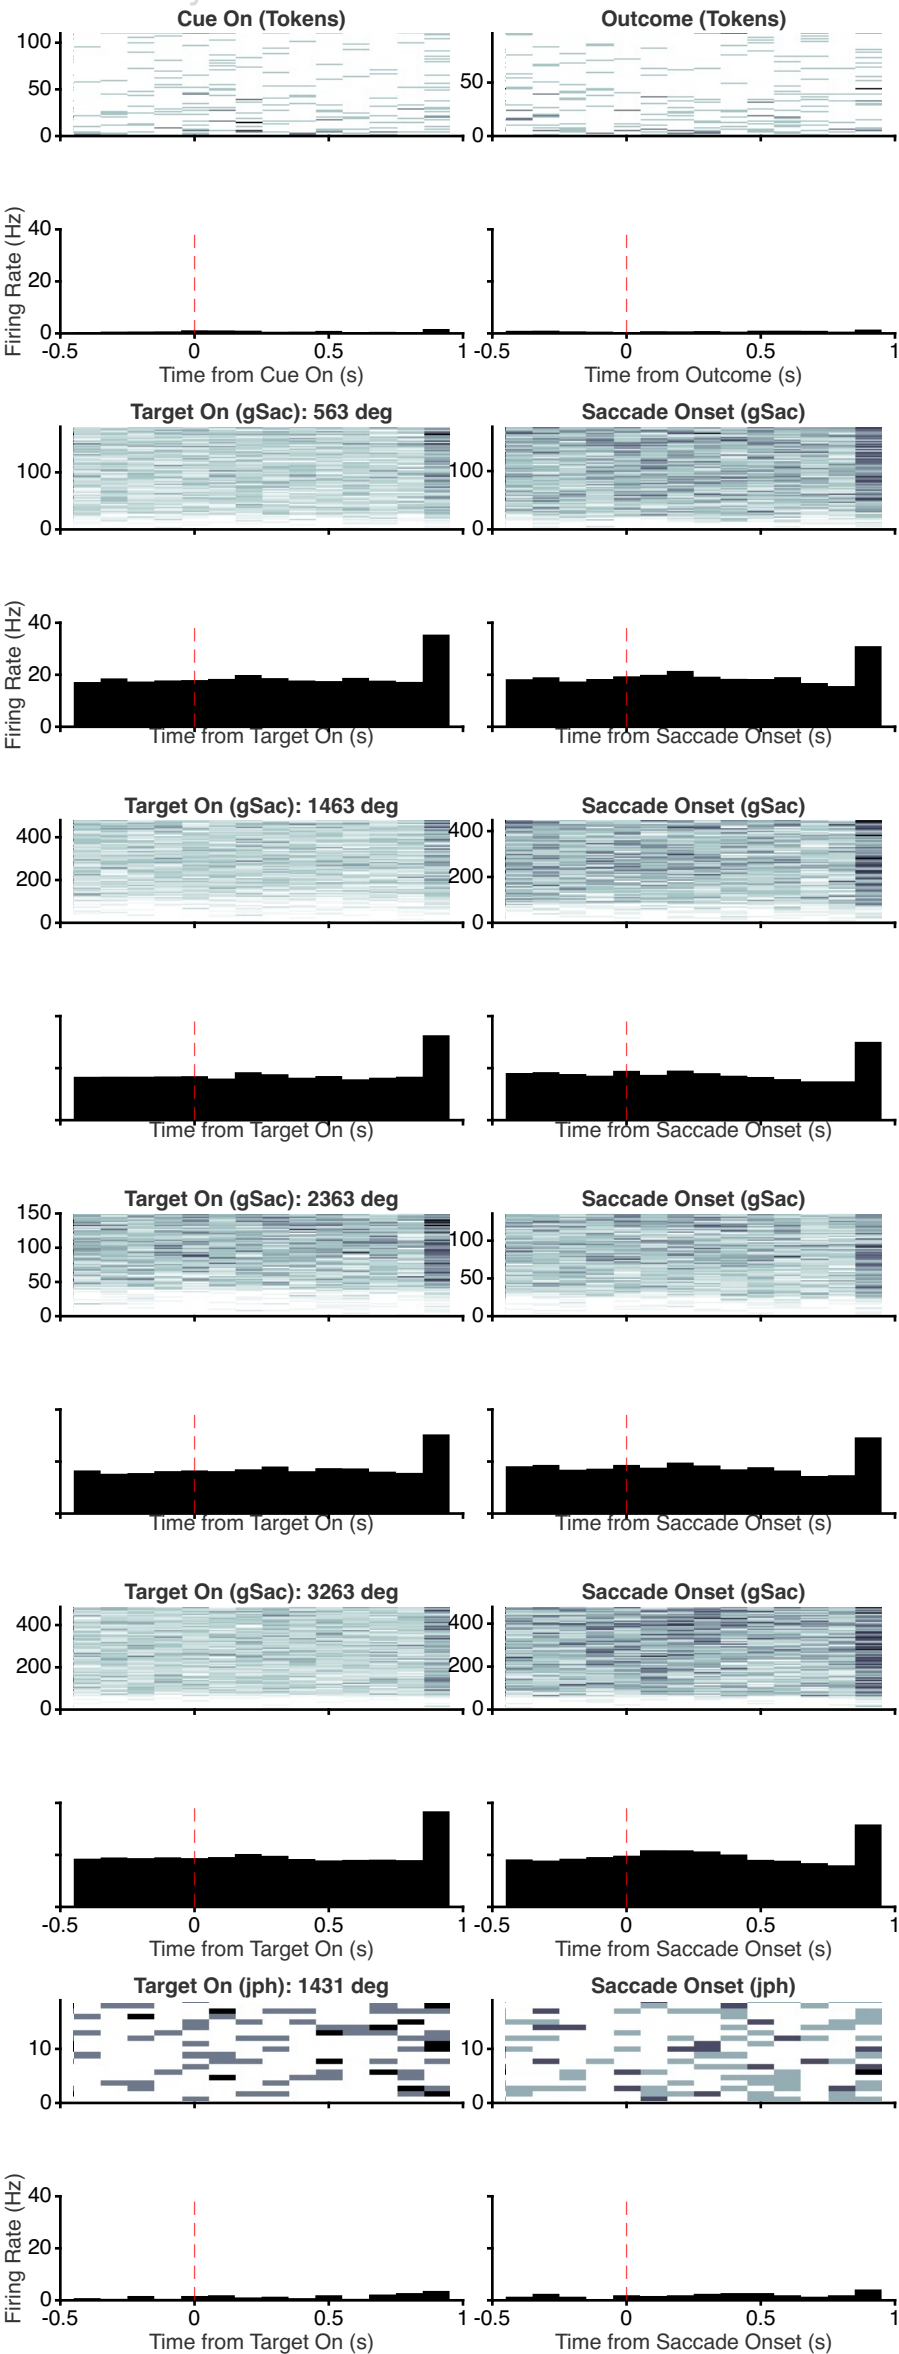 Cue On (Tokens)
Outcome (Tokens)
100
50
0
50
0
Firing Rate (Hz)
40
20
0
-0.5 0 0.5 1
-0.5 0 0.5 1
Time from Cue On (s)
Time from Outcome (s)
Target On (gSac): 563 deg
Saccade Onset (gSac)
100
0
100
0
Firing Rate (Hz)
40
20
0
Time from Target On (s)
Time from Saccade Onset (s)
Target On (gSac): 1463 deg
Saccade Onset (gSac)
400
200
0
400
200
0
Time from Target On (s)
Time from Saccade Onset (s)
Target On (gSac): 2363 deg
Saccade Onset (gSac)
150
100
50
0
100
50
0
Time from Target On (s)
Time from Saccade Onset (s)
Target On (gSac): 3263 deg
Saccade Onset (gSac)
400
200
0
400
200
0
-0.5 0 0.5 1
-0.5 0 0.5 1
Time from Target On (s)
Time from Saccade Onset (s)
Target On (jph): 1431 deg
Saccade Onset (jph)
10
0
10
0
Firing Rate (Hz)
40
20
0
-0.5 0 0.5 1
-0.5 0 0.5 1
Time from Target On (s)
Time from Saccade Onset (s)